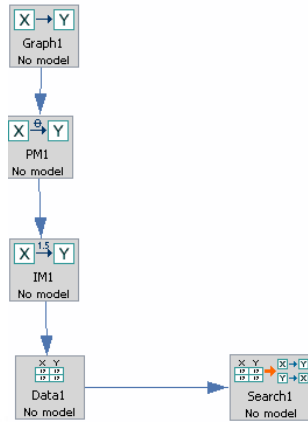 X Y
Graph1
No model
θ
X Y
PM1
No model
1.5
X Y
IM1
No model
X Y
Data1
No model
X Y X Y
Y X
Search1
No model